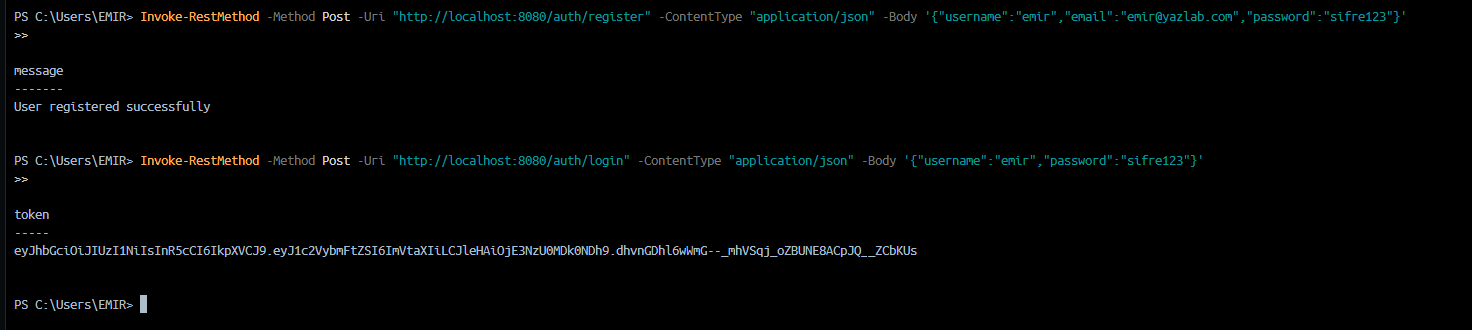 PS C:\Users\EMIR> Invoke-RestMethod -Method Post -Uri "http://localhost:8080/auth/register" -ContentType "application/json" -Body '{"username":"emir","email":"emir@yazlab.com","password":"sifre123"}'
>>
message
-------
User registered successfully
PS C:\Users\EMIR> Invoke-RestMethod -Method Post -Uri "http://localhost:8080/auth/login" -ContentType "application/json" -Body '{"username":"emir","password":"sifre123"}'
>>
token
-----
eyJhbGciOiJIUzI1NiIsInR5cCI6IkpXVCJ9.eyJ1c2VybmFtZSI6ImVtaXIiLCJleHAiOjE3NzU0MDk0NDh9.dhvnGDhl6wWmG--_mhVSqj_oZBUNE8ACpJQ__ZCbKUs
PS C:\Users\EMIR>